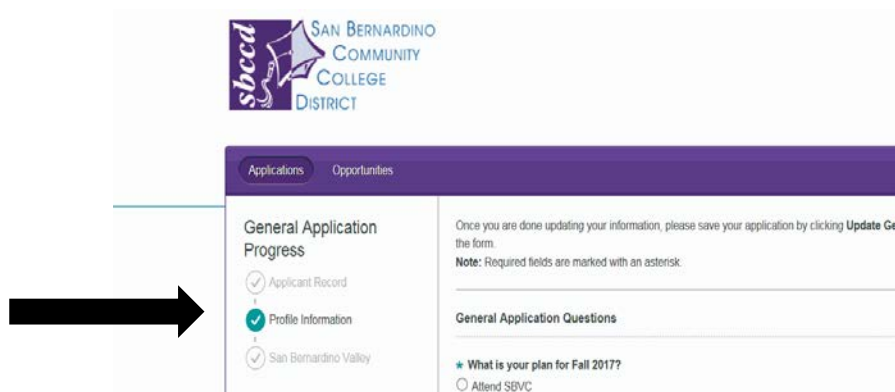 sbccd
SAN BERNARDINO
COMMUNITY
COLLEGE
DISTRICT
Applications Opportunities
General Application
Progress
Applicant Record
Profile Information
San Bernardino Valley
Once you are done updating your information, please save your application by clicking Update Ge
the form.
Note: Required fields are marked with an asterisk.
General Application Questions
* What is your plan for Fall 2017?
Attend SBVC